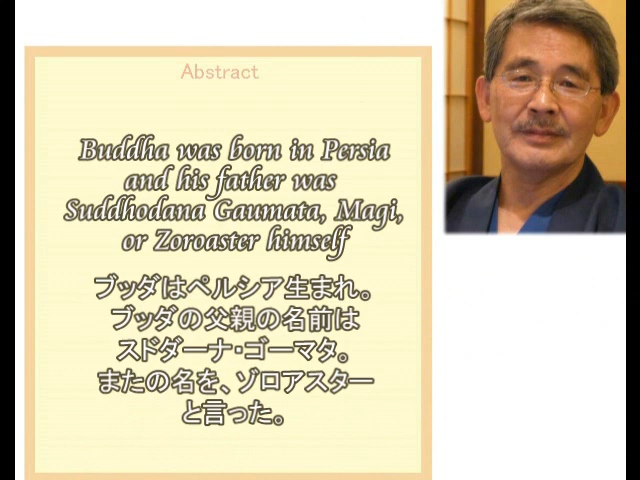 Abstract
Buddha was born in Persia
and his father was
Suddhodana Gaumata, Magi,
or Zoroaster himself
ブッダはペルシア生まれ。
ブッダの父親の名前は
スドダーナ・ゴーマタ。
またの名を、ゾロアスター
と言った。